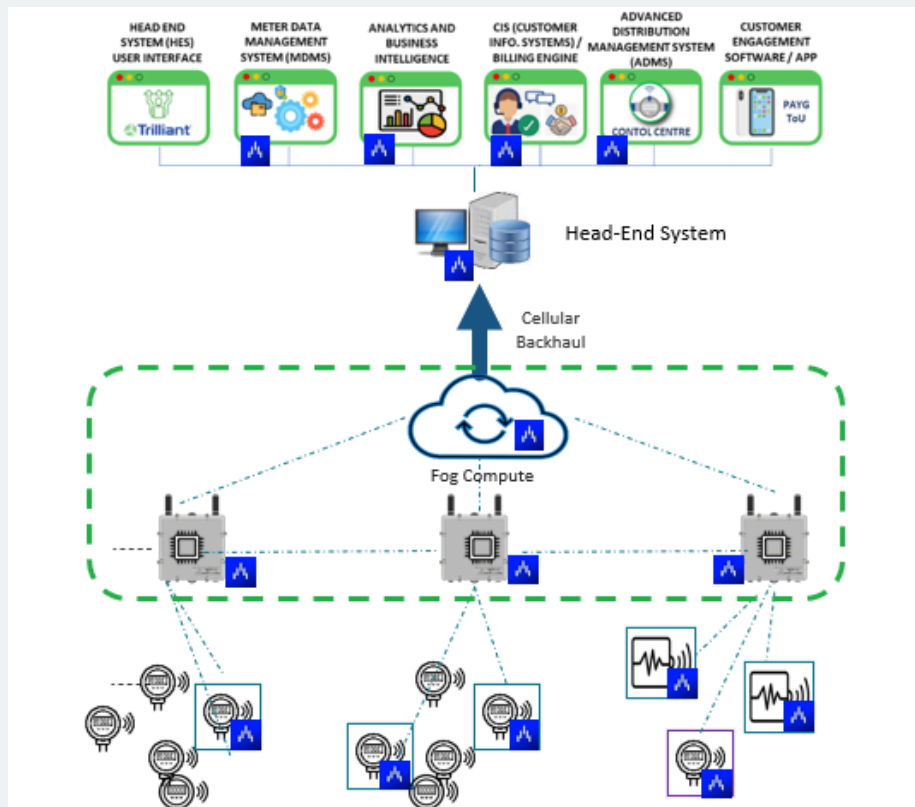 HEAD END
SYSTEM (HES)
USER INTERFACE
METER DATA
MANAGEMENT
SYSTEM (MDMS)
ANALYTICS AND
BUSINESS
INTELLIGENCE
CIS (CUSTOMER
INFO. SYSTEMS) /
BILLING ENGINE
ADVANCED
DISTRIBUTION
MANAGEMENT SYSTEM
(ADMS)
CUSTOMER
ENGAGEMENT
SOFTWARE / APP
Trilliant
CONTOL CENTRE
PAYG
ToU
Head-End System
Cellular
Backhaul
Fog Compute